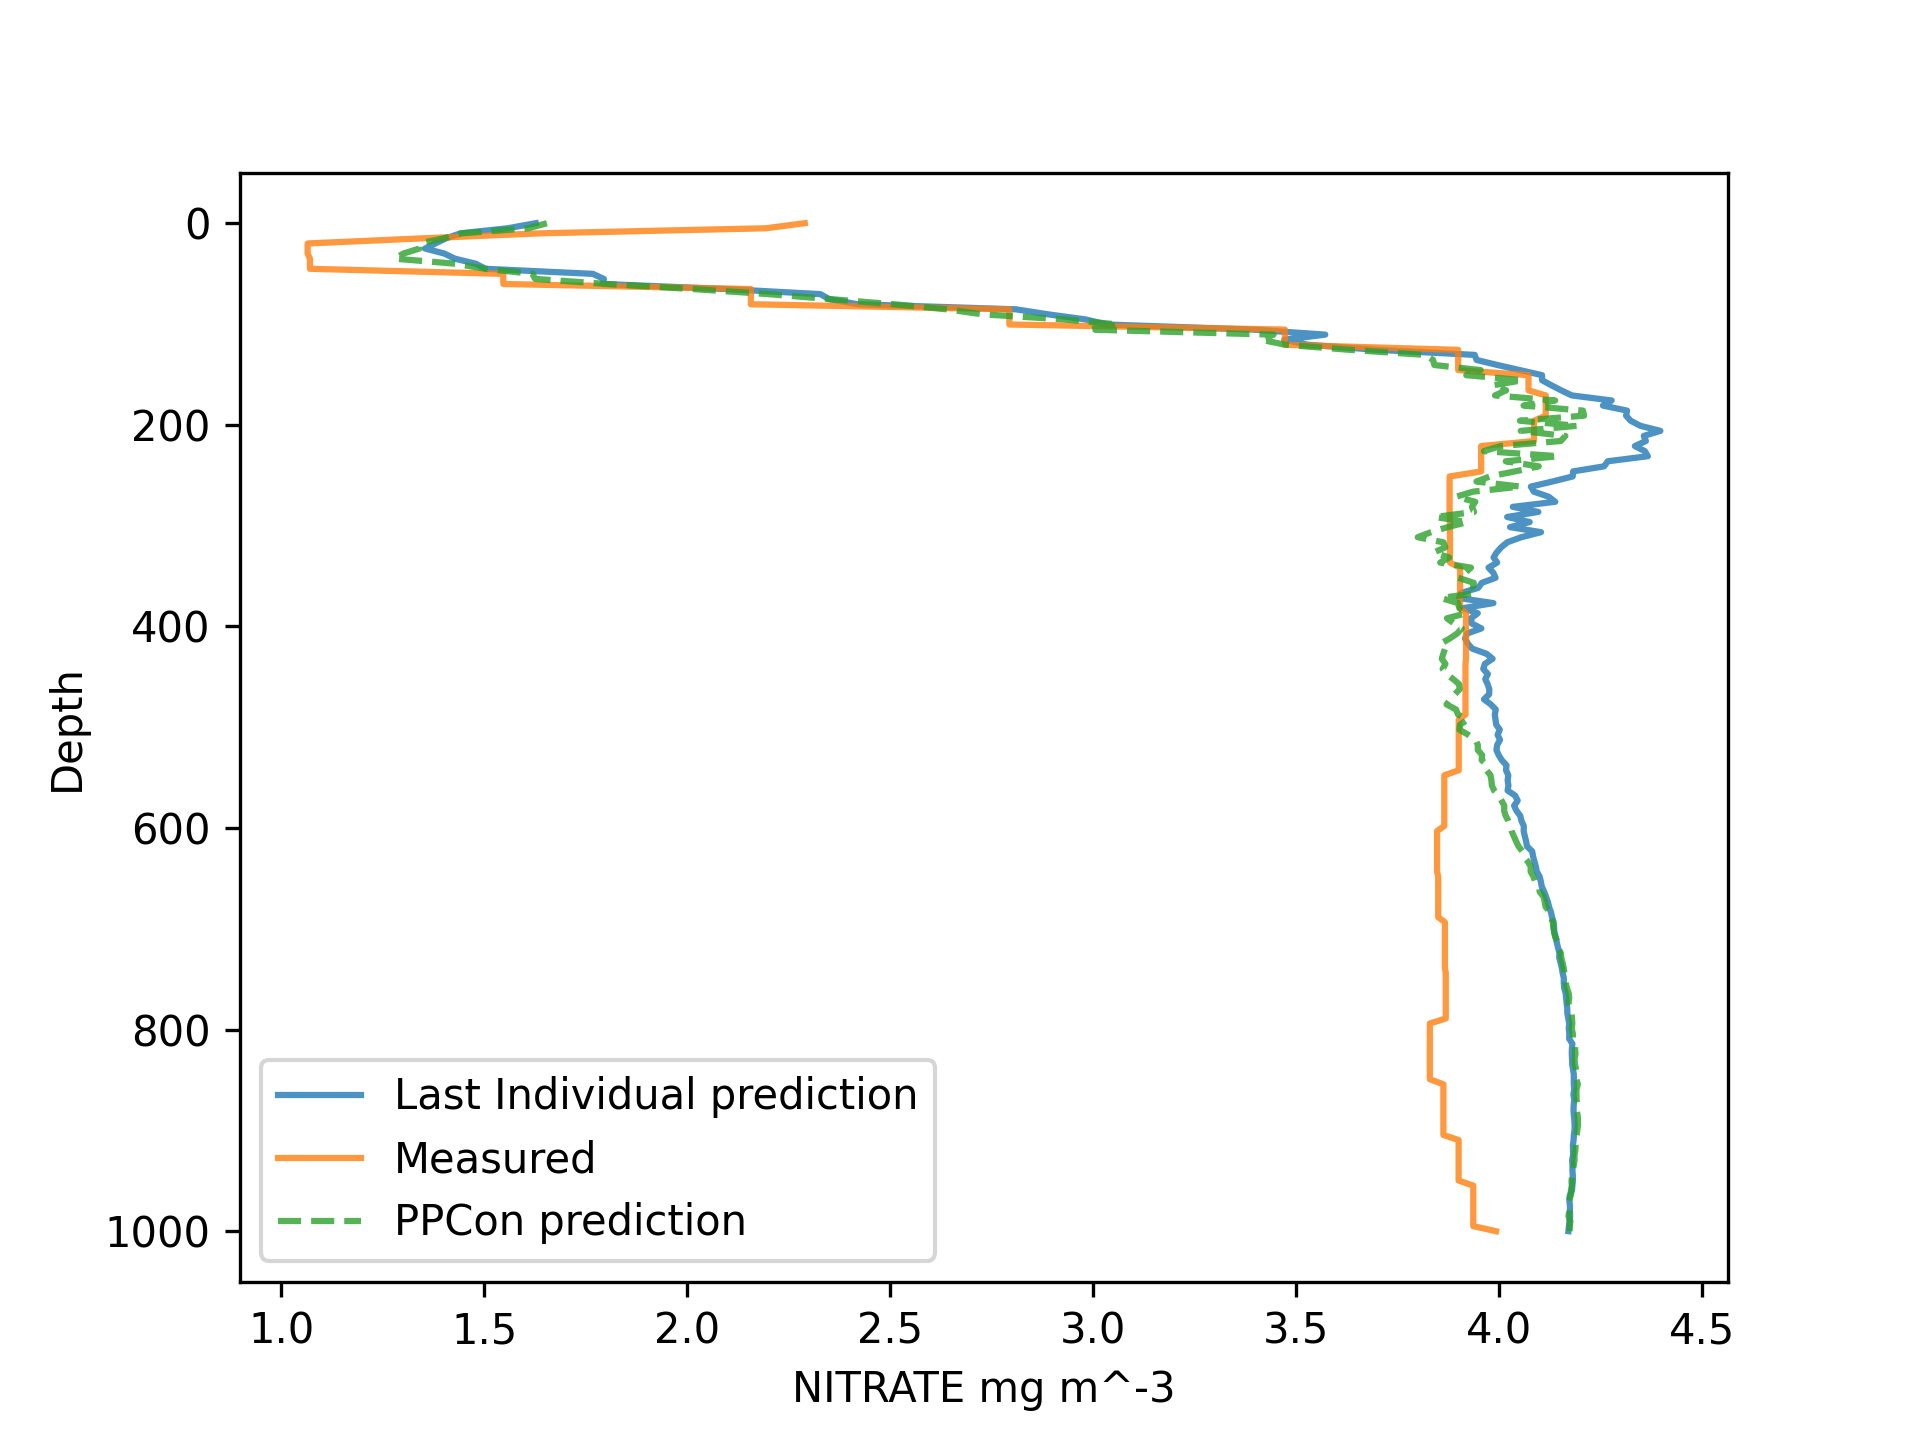 0
200
400
600
800
1000
Depth
Last Individual prediction
Measured
PPCon prediction
1.0 1.5 2.0 2.5 3.0 3.5 4.0 4.5
NITRATE mg m^-3